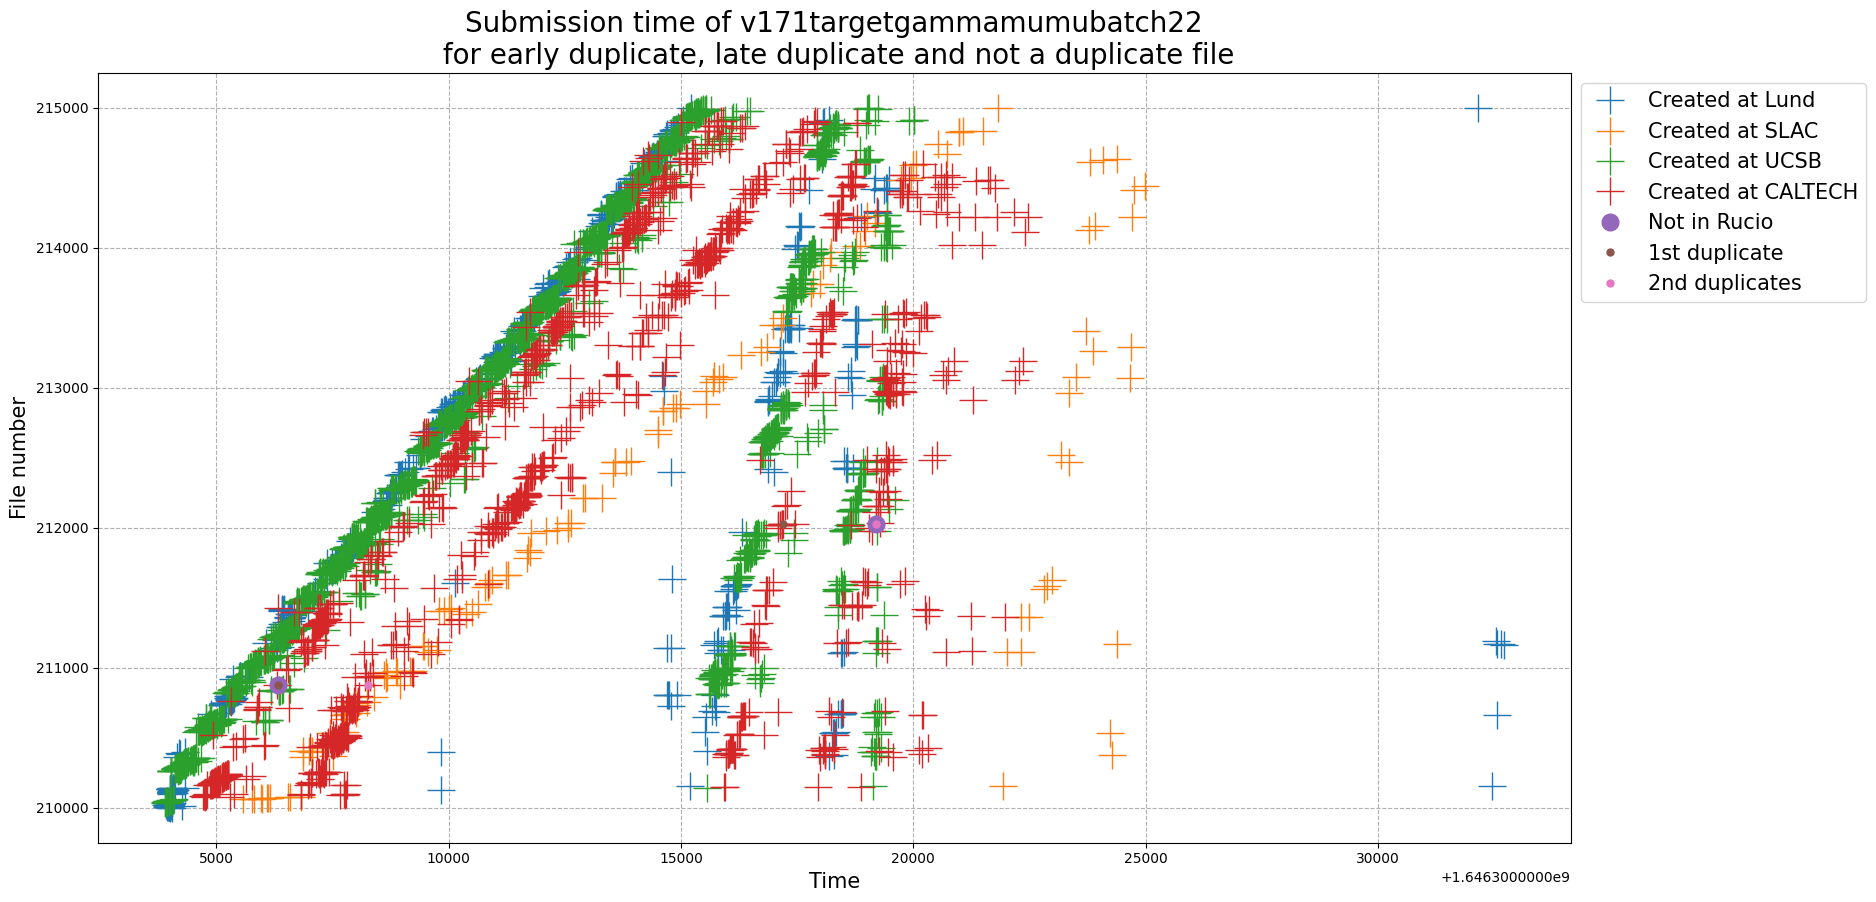 Submission time of v171targetgammamumubatch22
for early duplicate, late duplicate and not a duplicate file
Created at Lund
Created at SLAC
Created at UCSB
Created at CALTECH
Not in Rucio
1st duplicate
2nd duplicates
File number
215000
214000
213000
212000
211000
210000
5000
10000
15000
20000
25000
30000
Time
+1.6463000000e9